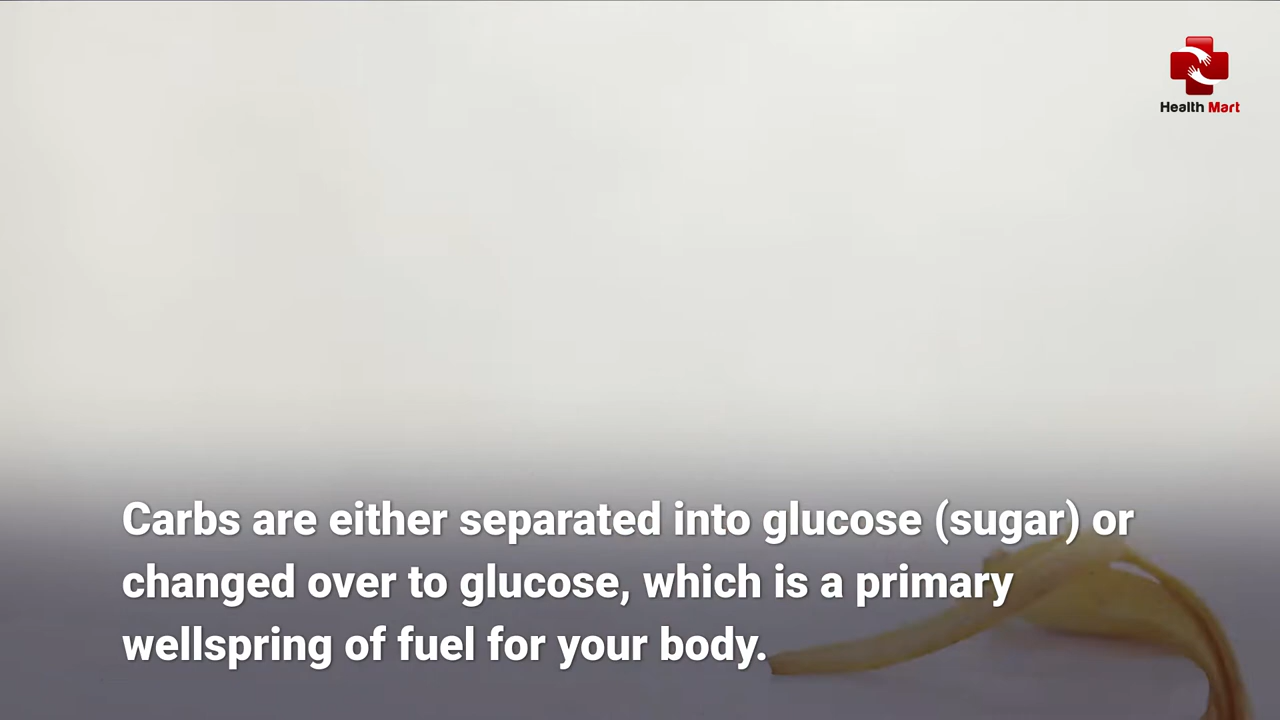 Health Mart
Carbs are either separated into glucose (sugar) or
changed over to glucose, which is a primary
wellspring of fuel for your body.